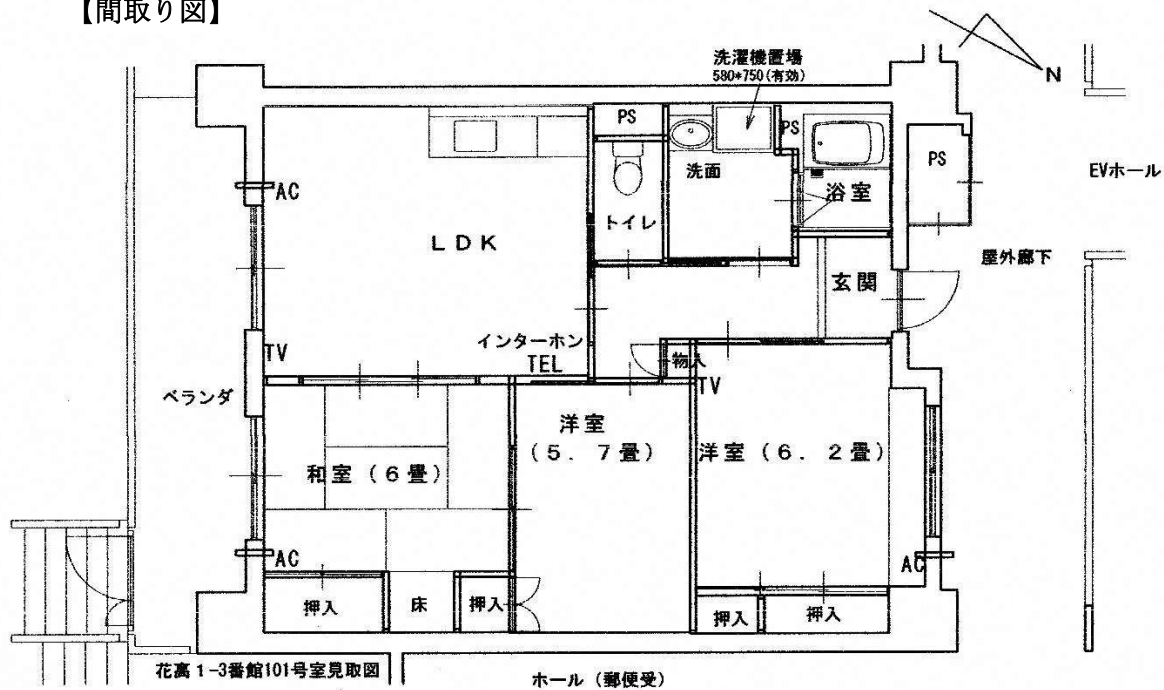 【間取り図】
洗濯機置場
580*750(有効)
N
PS
PS
PS
EVホール
AC
洗面
浴室
トイレ
LDK
屋外廊下
玄関
インターホン
TEL
TV
物入
TV
ベランダ
洋室
(5.7畳)
洋室(6.2畳)
和室(6畳)
AC
AC
押入
床
押入
押入
押入
花高1-3番館101号室見取図
ホール(郵便受)